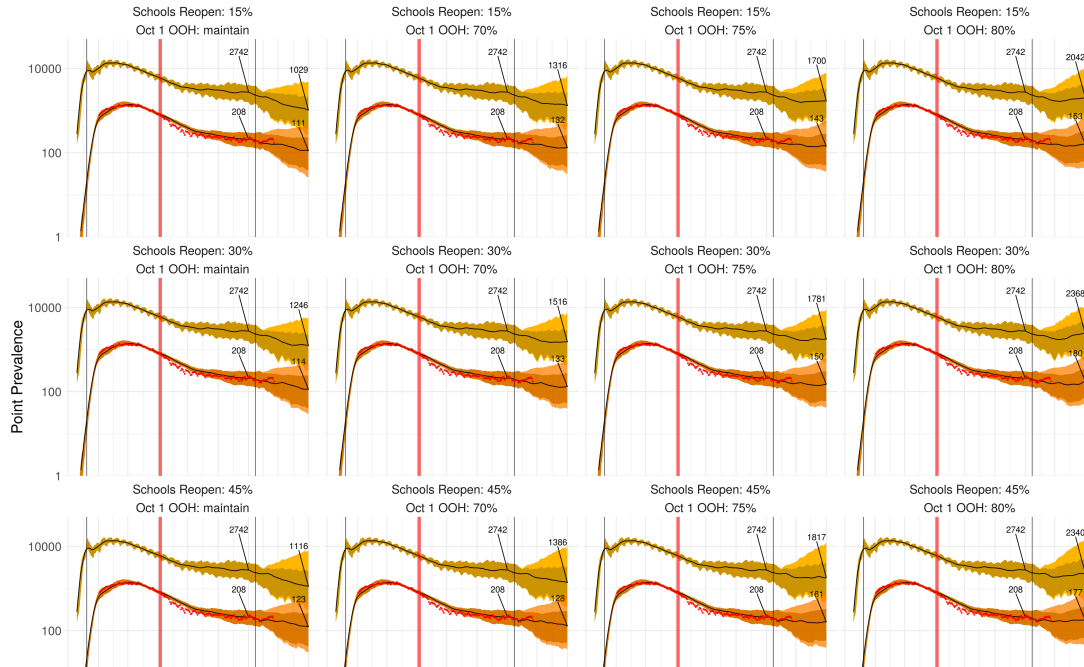 Schools Reopen: 15% Schools Reopen: 15% Schools Reopen: 15% Schools Reopen: 15%
Oct 1 OOH: maintain Oct 1 OOH: 70% Oct 1 OOH: 75% Oct 1 OOH: 80%
2742 2742 2742 2742
1029 1316 1700 2042
10000
208 208 208 208
111 132 143 163
100
1
Schools Reopen: 30% Schools Reopen: 30% Schools Reopen: 30% Schools Reopen: 30%
Oct 1 OOH: maintain Oct 1 OOH: 70% Oct 1 OOH: 75% Oct 1 OOH: 80%
2742 2742 2742 2742
1246 1516 1781 2368
10000
208 208 208 208
114 133 150 180
100
Point Prevalence
1
Schools Reopen: 45% Schools Reopen: 45% Schools Reopen: 45% Schools Reopen: 45%
Oct 1 OOH: maintain Oct 1 OOH: 70% Oct 1 OOH: 75% Oct 1 OOH: 80%
2742 2742 2742 2742
1116 1386 1817 2340
10000
208 208 208 208
123 128 161 177
100